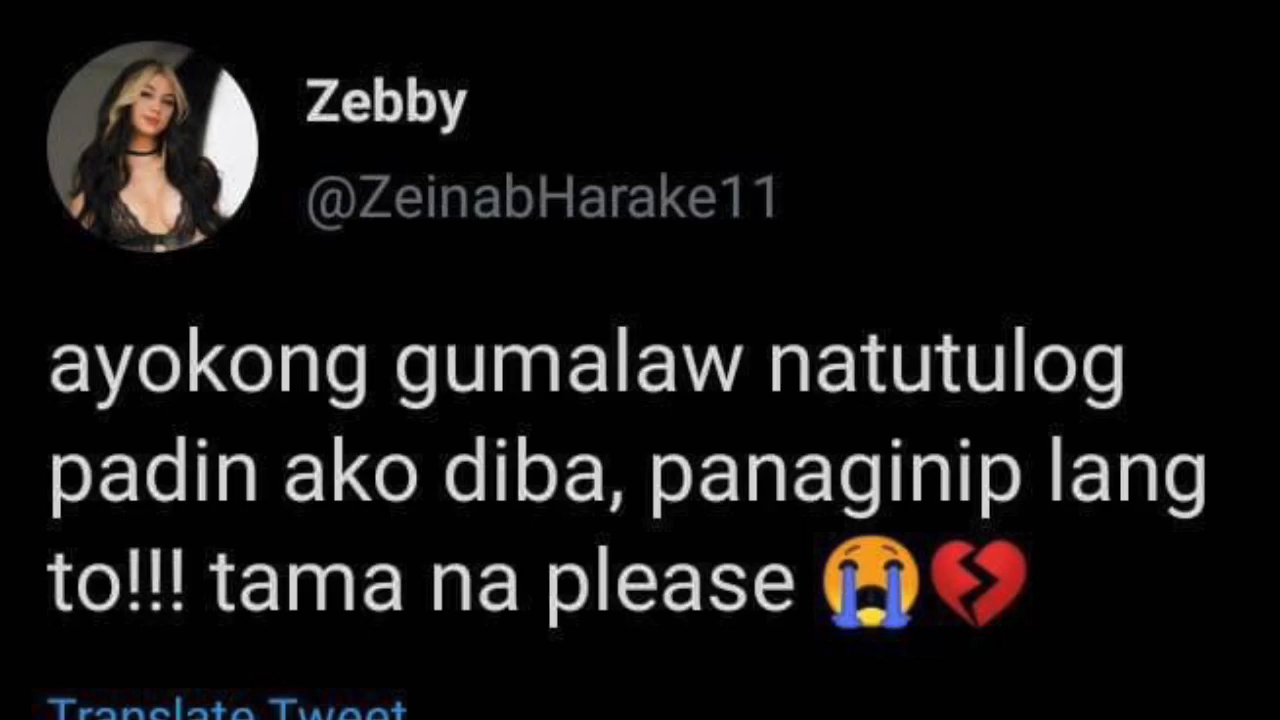 Zebby
@ZeinabHarake11
ayokong gumalaw natutulog
padin ako diba, panaginip lang
to!!! tama na please 😭💔
Translate Tweet